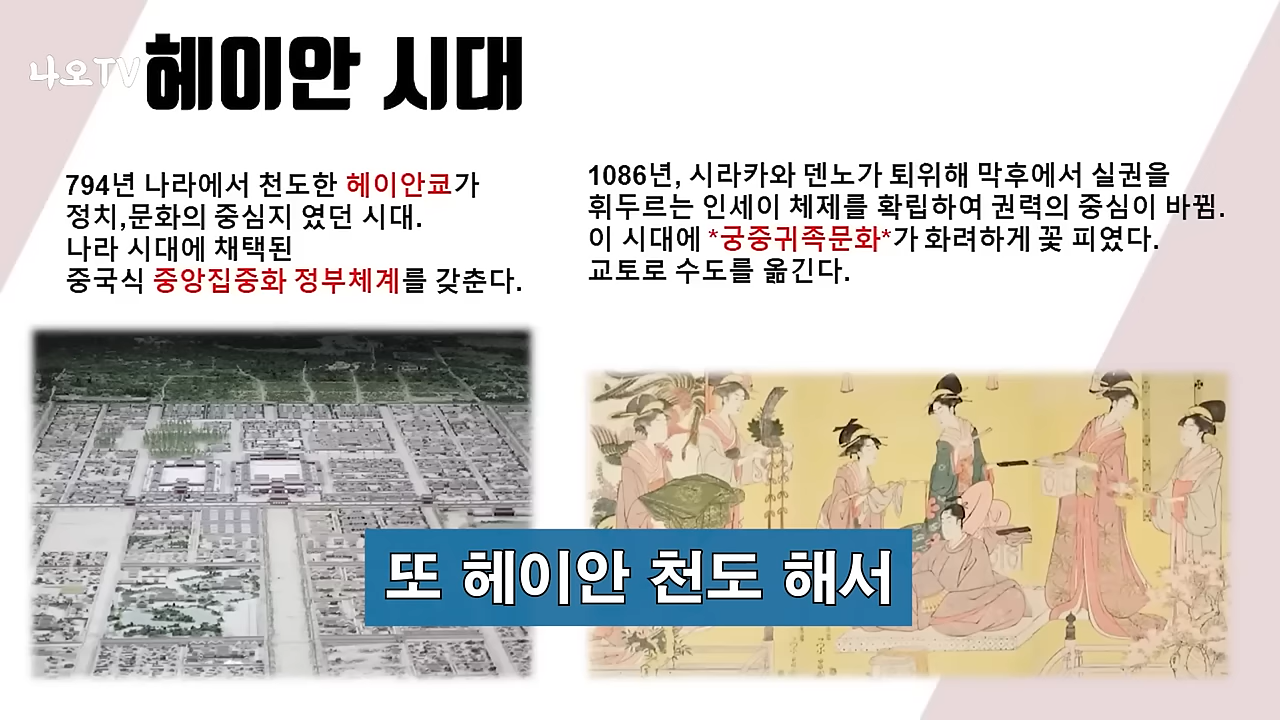 나오TV
헤이안 시대
794년 나라에서 천도한 헤이안쿄가
정치,문화의 중심지 였던 시대.
나라 시대에 채택된
중국식 중앙집중화 정부체계를 갖춘다.
1086년, 시라카와 덴노가 퇴위해 막후에서 실권을
휘두르는 인세이 체제를 확립하여 권력의 중심이 바뀜.
이 시대에 *궁중귀족문화*가 화려하게 꽃 피였다.
교토로 수도를 옮긴다.
또 헤이안 천도 해서